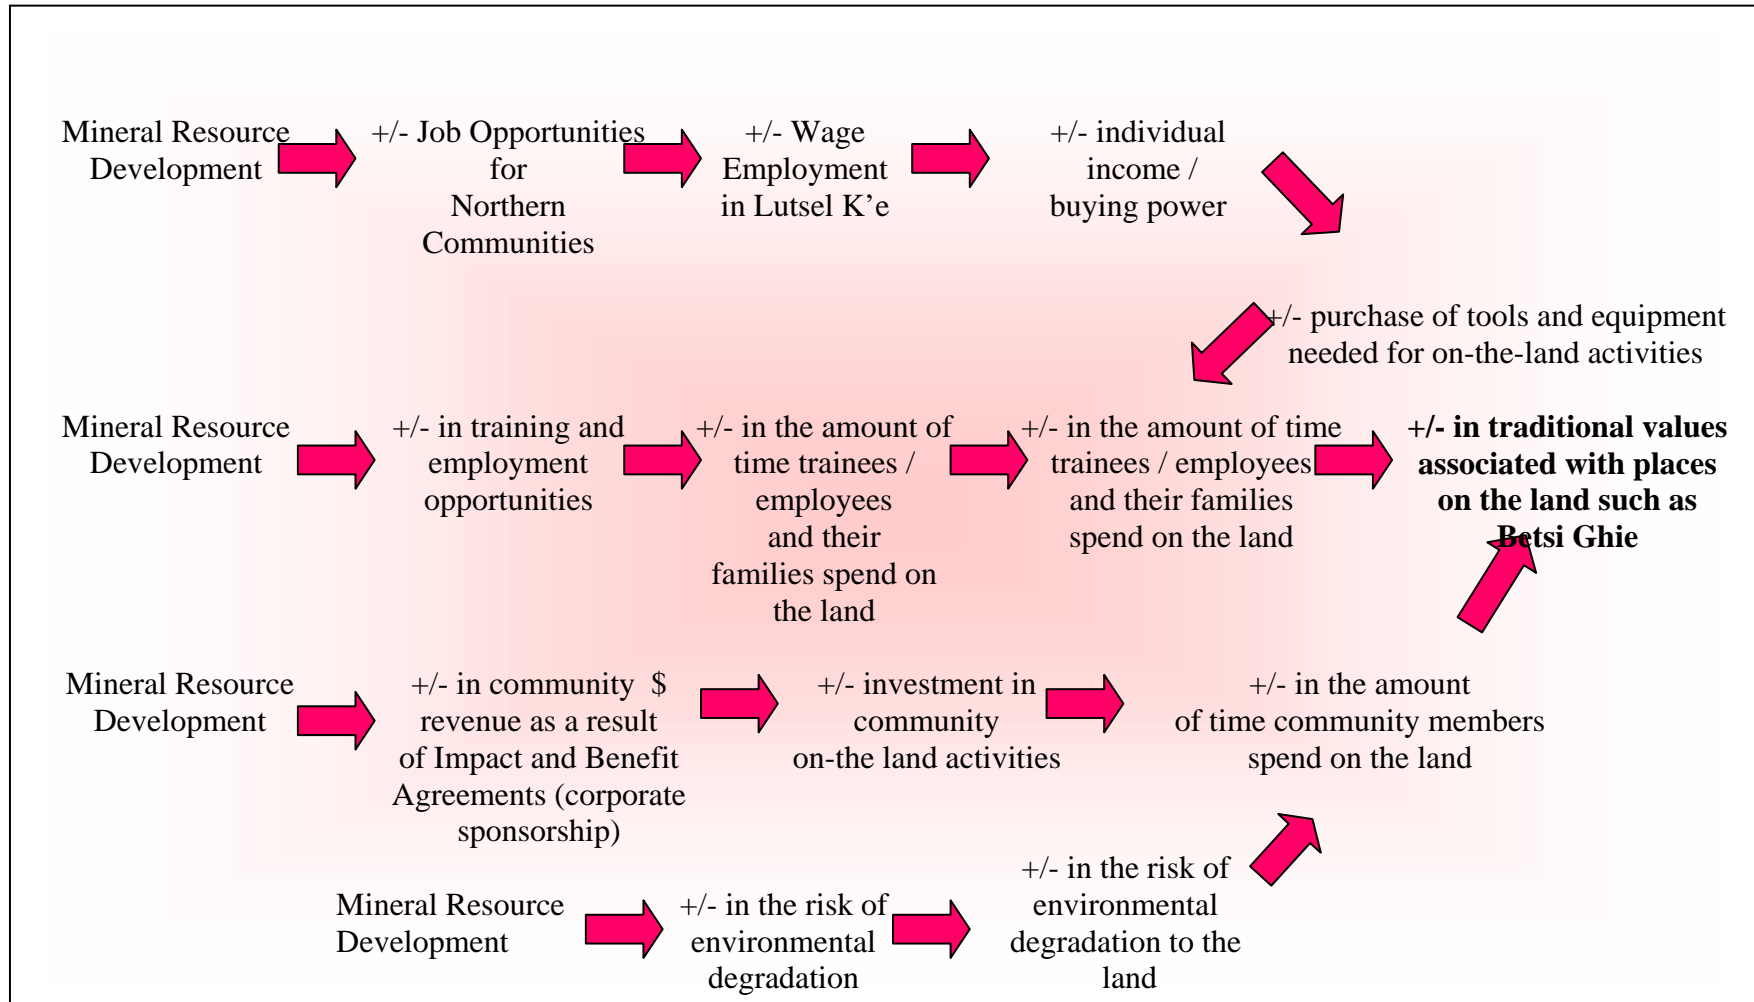 Mineral Resource
Development
+/- Job Opportunities
for
Northern
Communities
+/- Wage
Employment
in Lutsel K’e
+/- individual
income /
buying power
+/- purchase of tools and equipment
needed for on-the-land activities
Mineral Resource
Development
+/- in training and
employment
opportunities
+/- in the amount of
time trainees /
employees
and their
families spend on
the land
+/- in the amount of time
trainees / employees
and their families
spend on the land
+/- in traditional values
associated with places
on the land such as
Betsi Ghie
Mineral Resource
Development
+/- in community $
revenue as a result
of Impact and Benefit
Agreements (corporate
sponsorship)
+/- investment in
community
on-the land activities
+/- in the amount
of time community members
spend on the land
Mineral Resource
Development
+/- in the risk of
environmental
degradation
+/- in the risk of
environmental
degradation to the
land